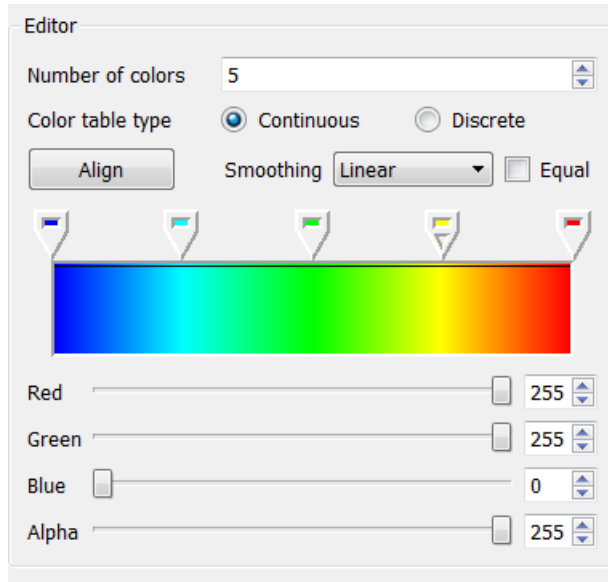 Editor
Number of colors 5
Color table type Continuous Discrete
Align Smoothing Linear Equal
Red 255
Green 255
Blue 0
Alpha 255